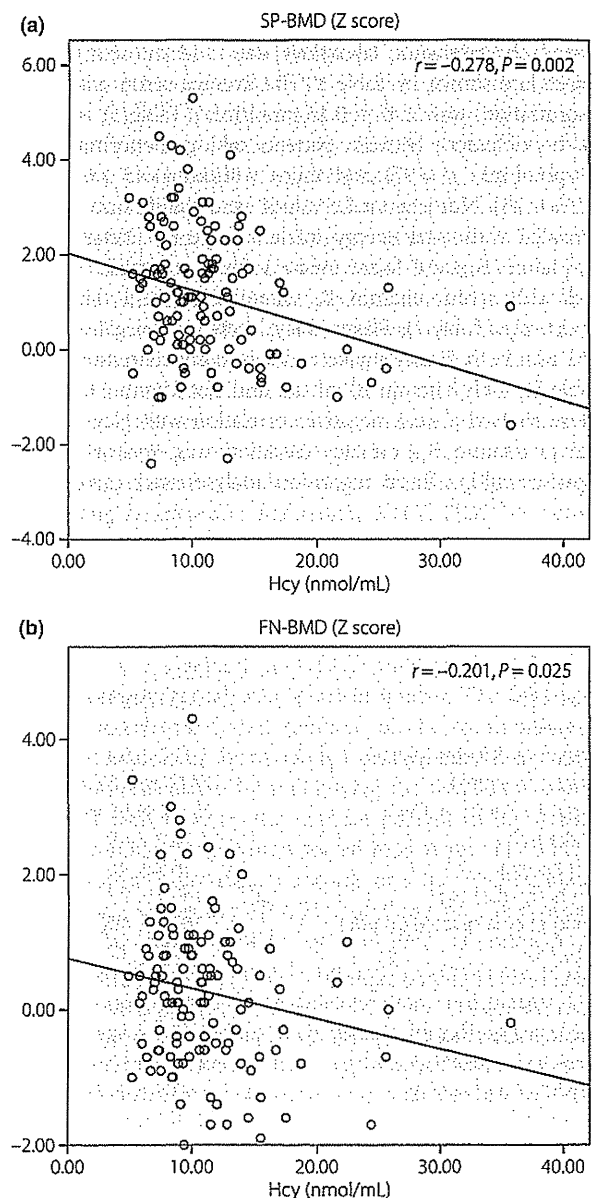 (a)
SP-BMD (Z score)
r = –0.278, P = 0.002
6.00
4.00
2.00
0.00
–2.00
–4.00
0.00 10.00 20.00 30.00 40.00
Hcy (nmol/mL)
(b)
FN-BMD (Z score)
r = –0.201, P = 0.025
4.00
2.00
0.00
–2.00
0.00 10.00 20.00 30.00 40.00
Hcy (nmol/mL)